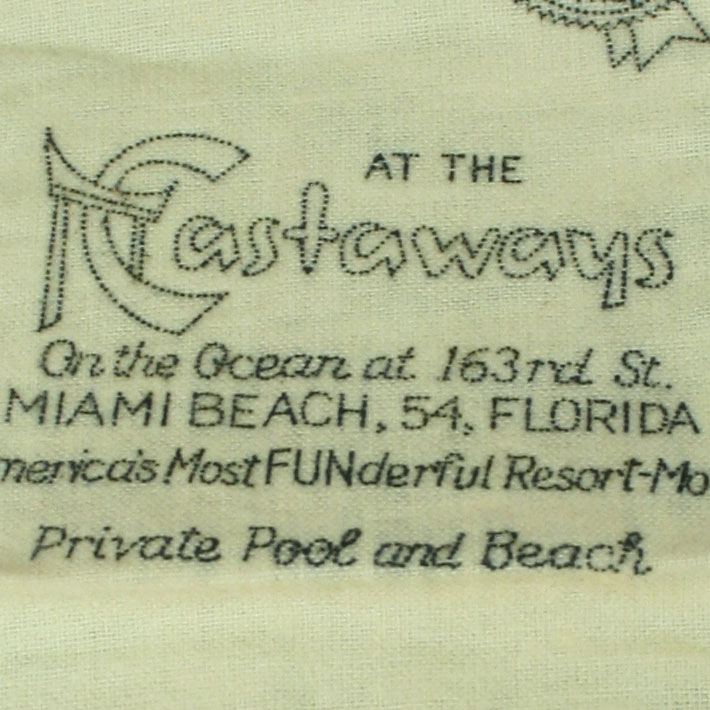 AT THE
Castaways
On the Ocean at 163rd St.
MIAMI BEACH, 54, FLORIDA
merica's Most FUNderful Resort-Mo
Private Pool and Beach